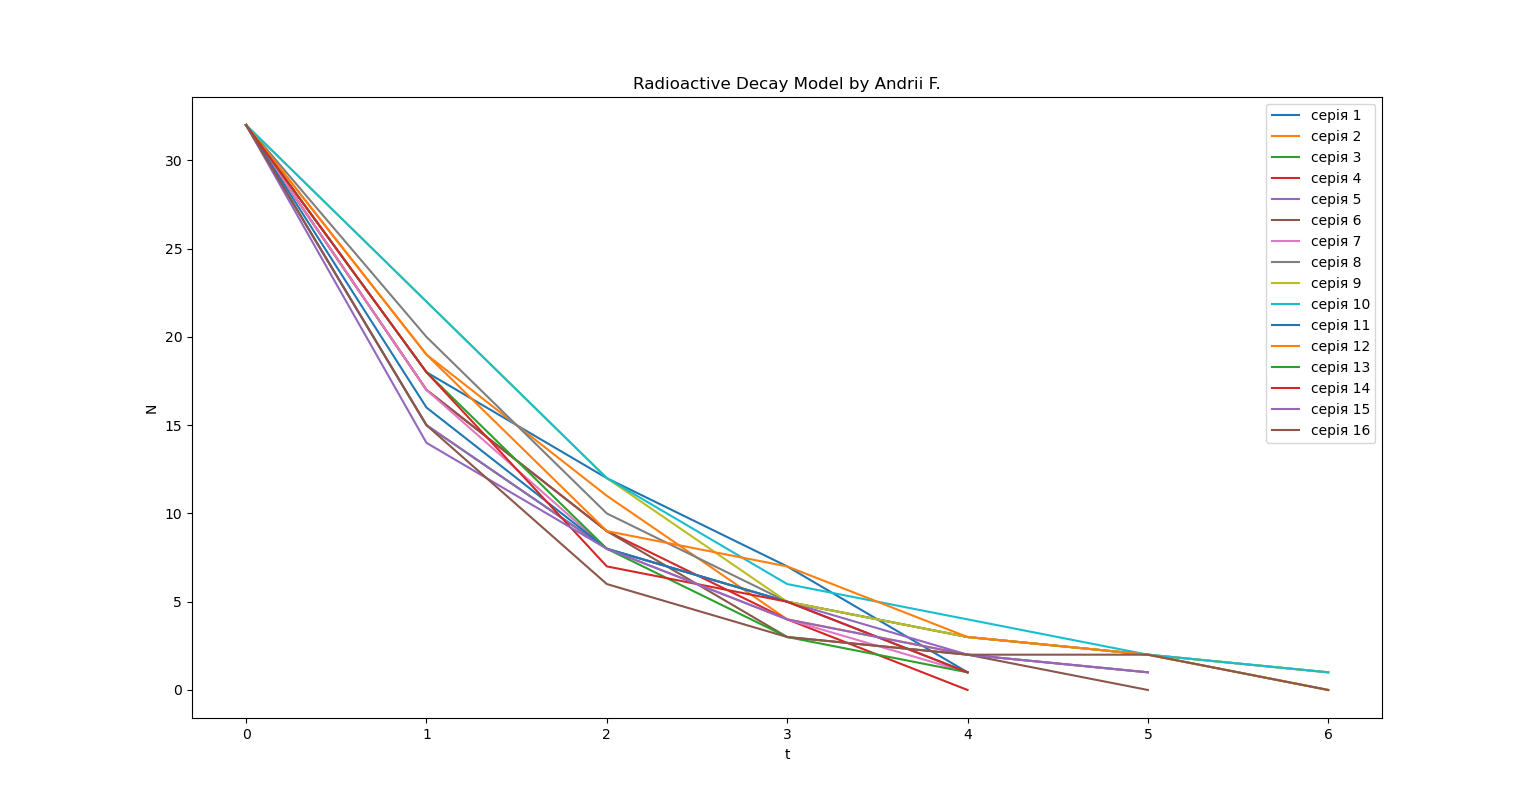 Radioactive Decay Model by Andrii F.
серія 1
серія 2
серія 3
серія 4
серія 5
серія 6
серія 7
серія 8
серія 9
серія 10
серія 11
серія 12
серія 13
серія 14
серія 15
серія 16
30
25
20
15
10
5
0
N
0 1 2 3 4 5 6
t